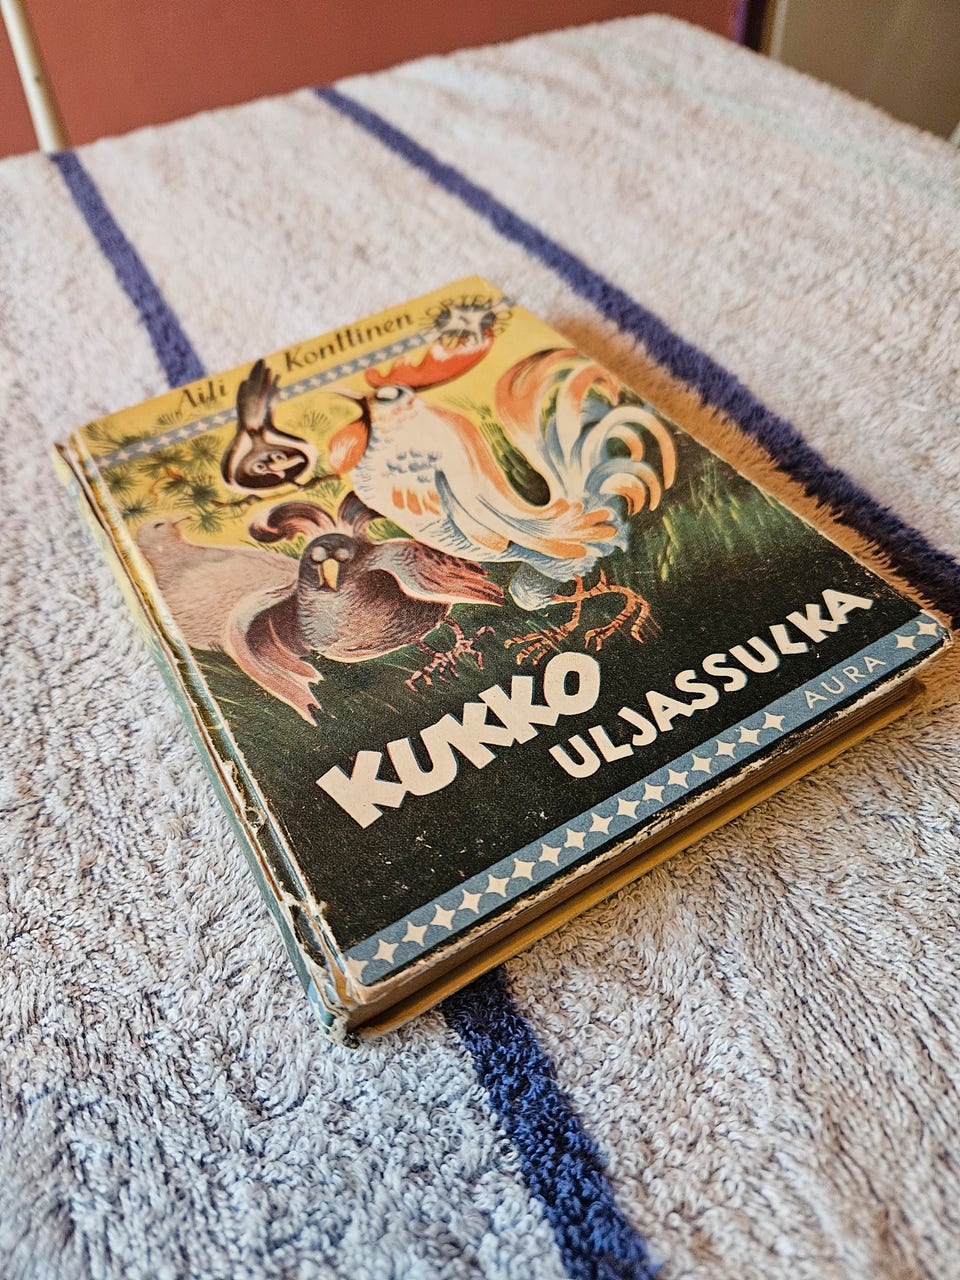 Aili Konttinen
KUKKO
ULJASSULKA
AURA